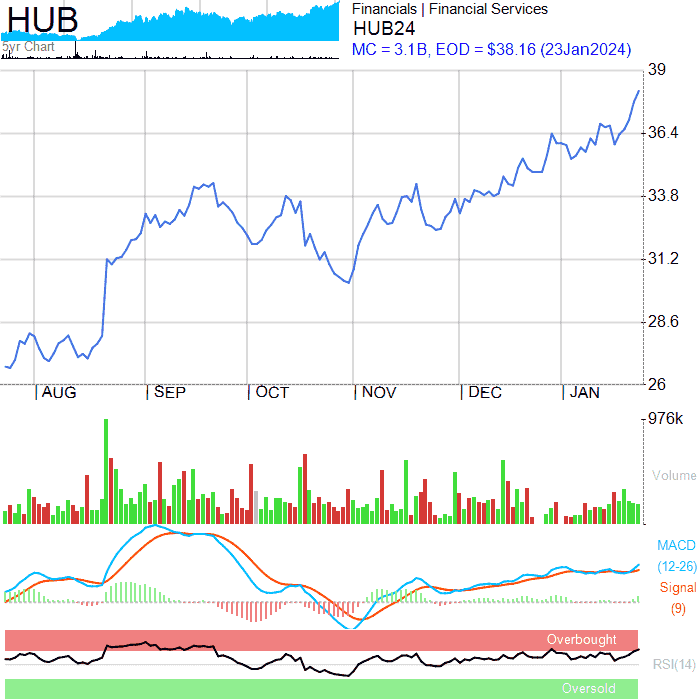 HUB
5yr Chart
Financials | Financial Services
HUB24
MC = 3.1B, EOD = $38.16 (23Jan2024)
39
36.4
33.8
31.2
28.6
26
AUG
SEP
OCT
NOV
DEC
JAN
976k
Volume
MACD
(12-26)
Signal
(9)
Overbought
RSI(14)
Oversold